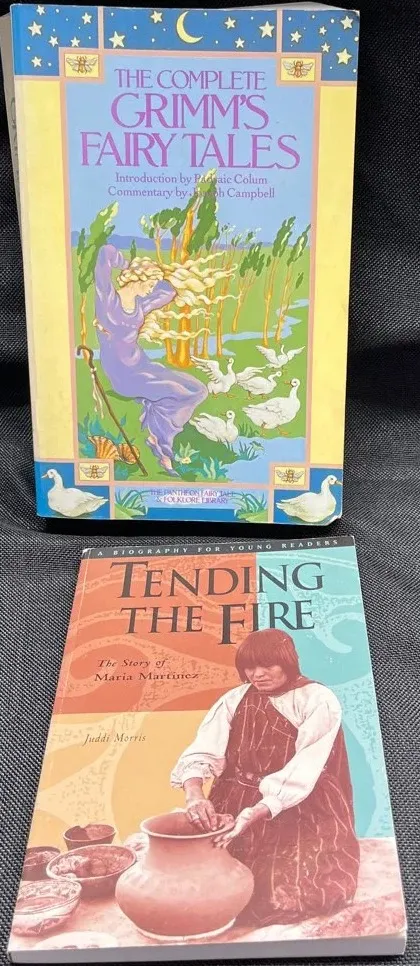 THE COMPLETE
GRIMM'S
FAIRY TALES
Introduction by Padraic Colum
Commentary by Joseph Campbell
THE PANTHEON FAIRY TALE
& FOLKLORE LIBRARY
A BIOGRAPHY FOR YOUNG READERS
TENDING
THE FIRE
The Story of
Maria Martinez
Juddi Morris